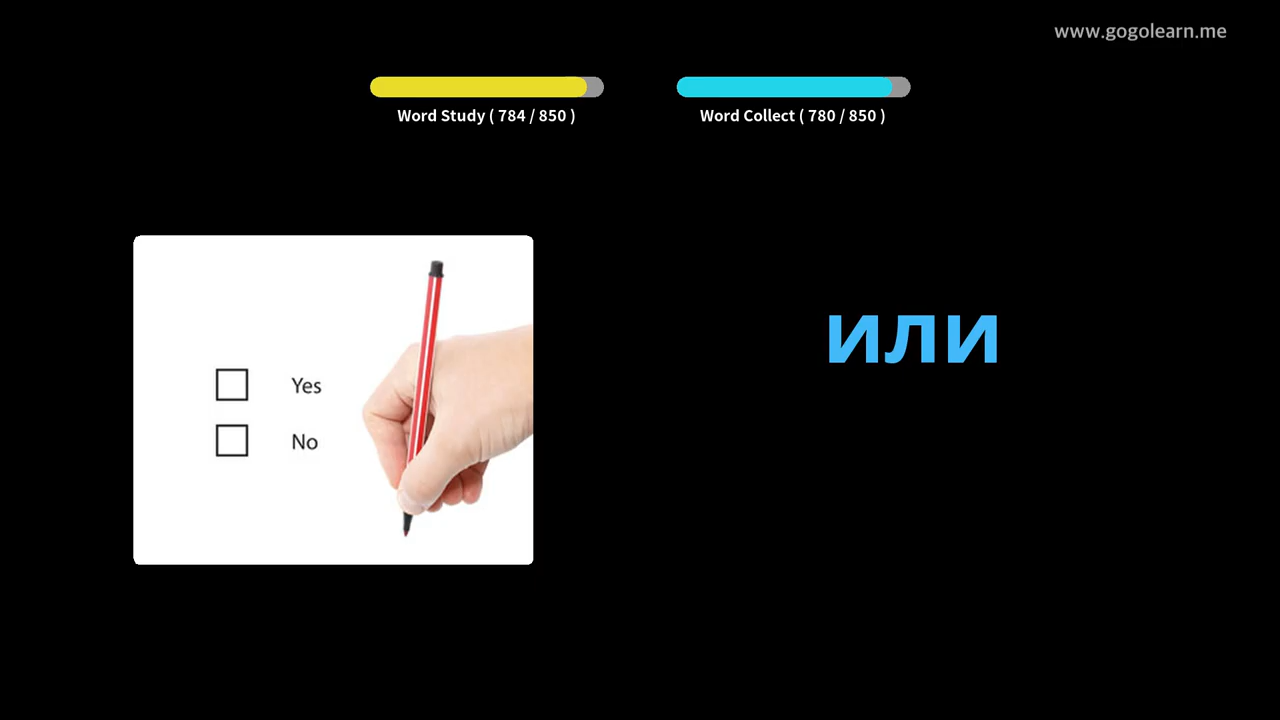 www.gogolearn.me
Word Study ( 784 / 850 )
Word Collect ( 780 / 850 )
или
Yes
No